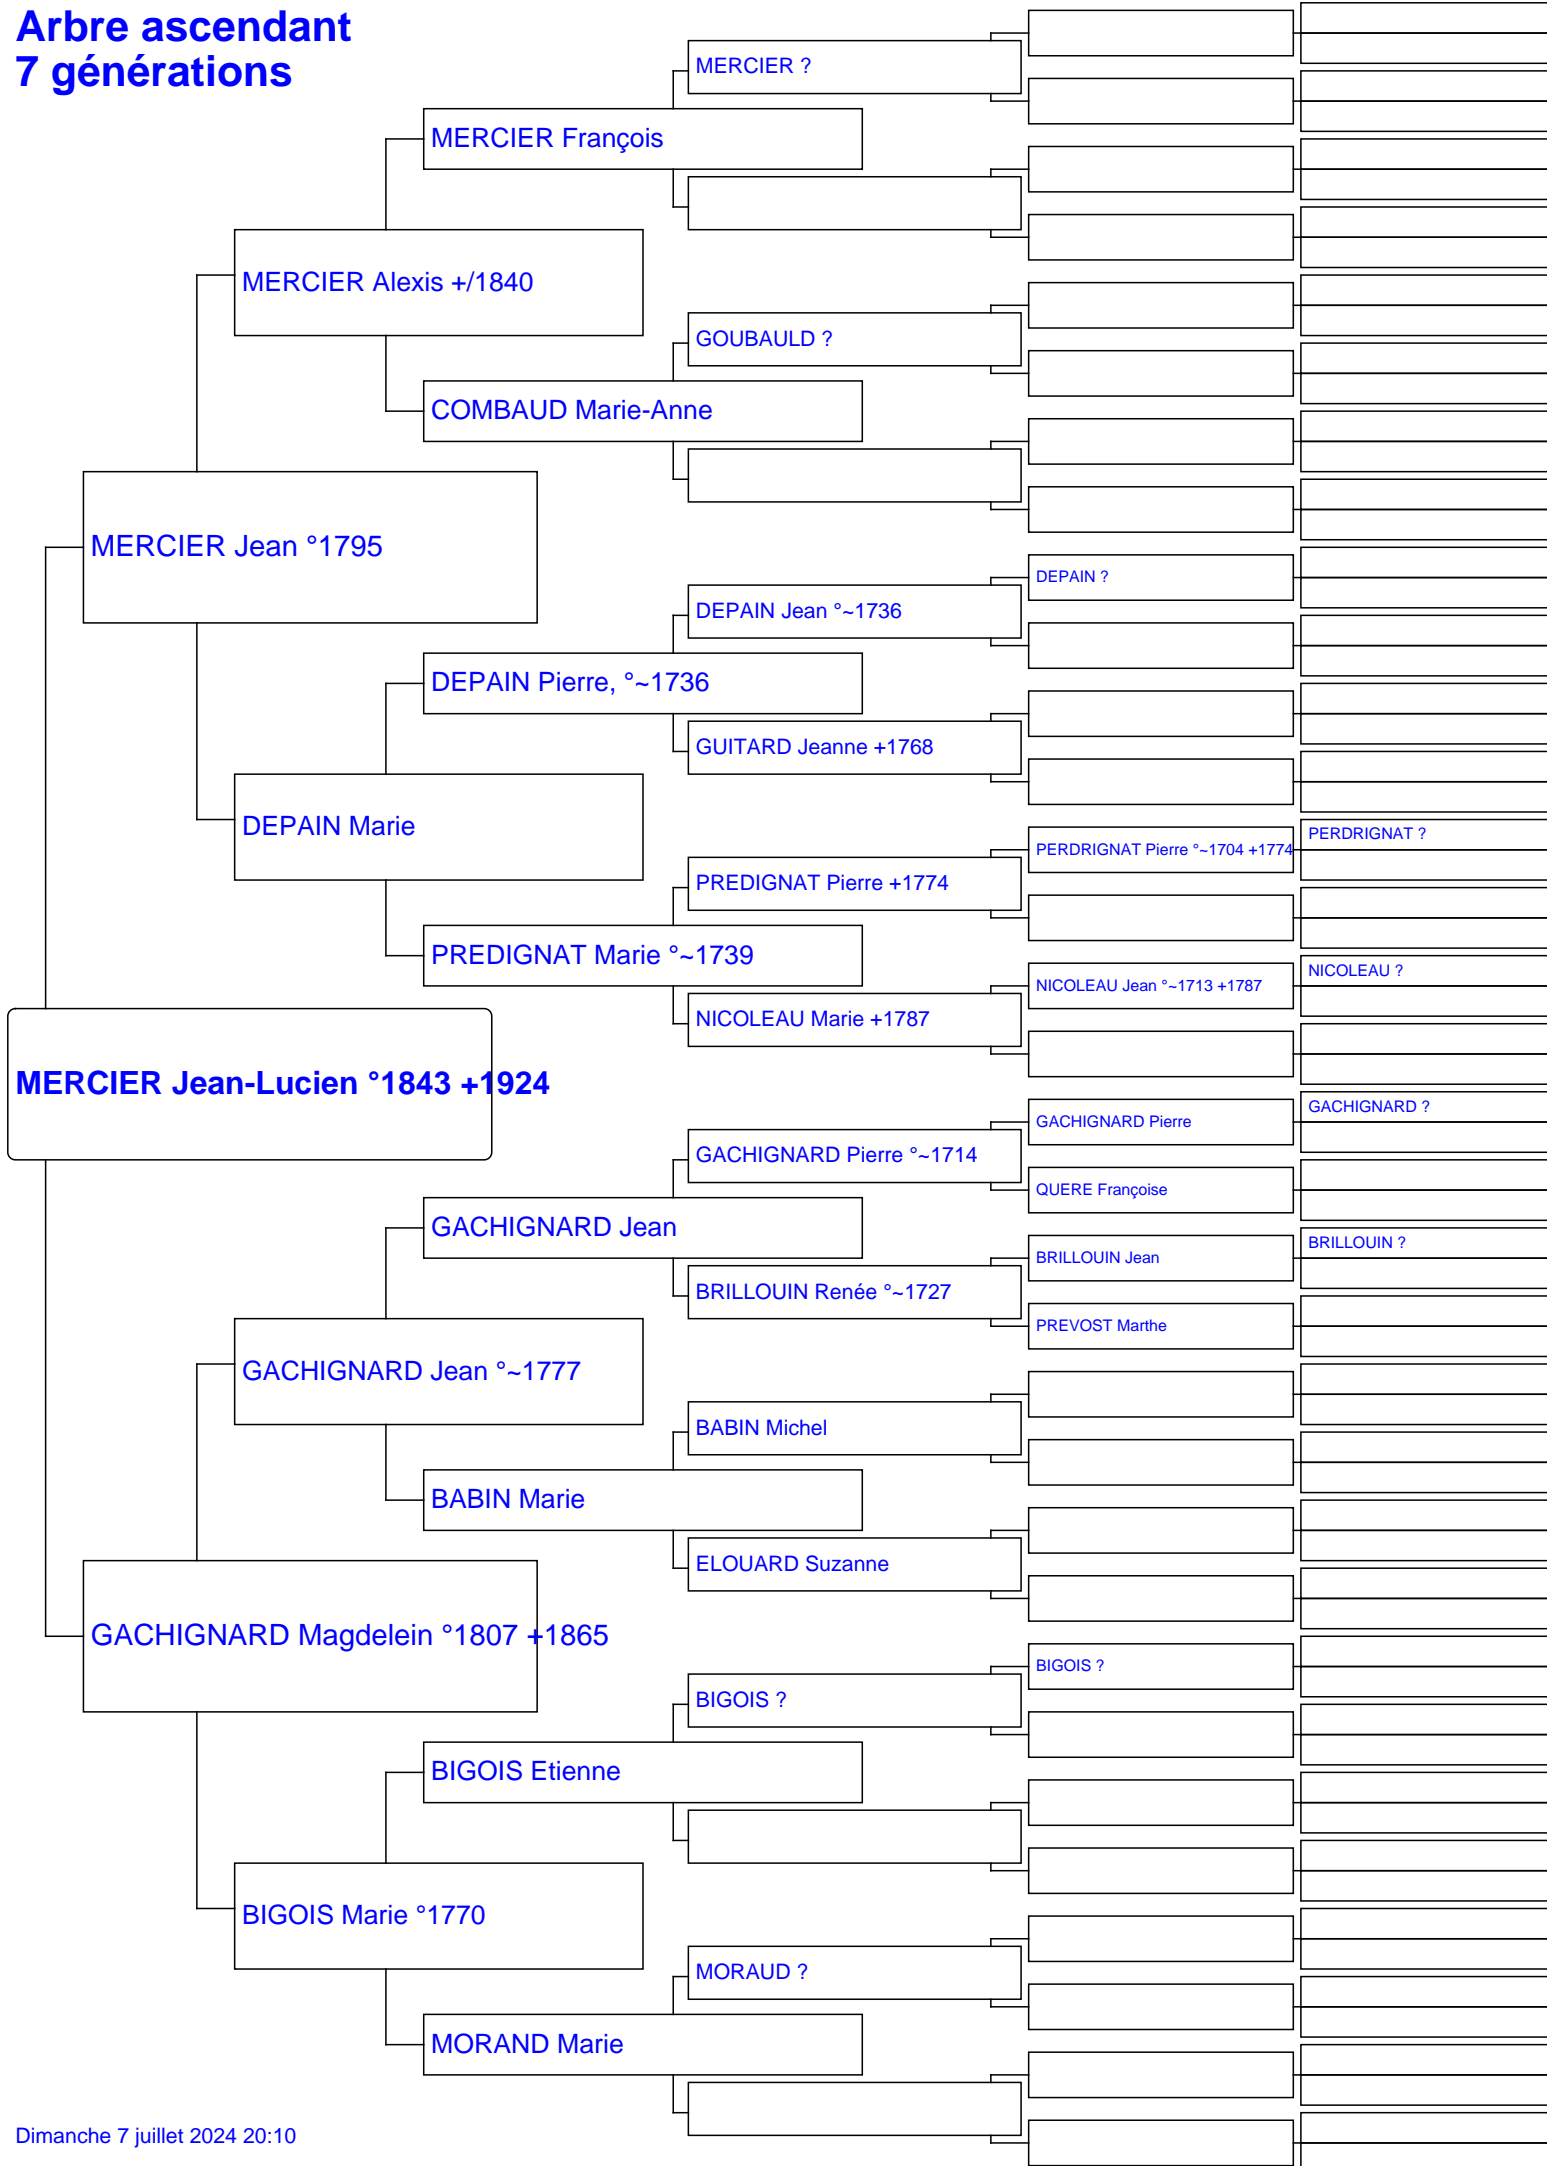 Arbre ascendant
7 générations
MERCIER ?
MERCIER François
MERCIER Alexis +/1840
GOUBAULD ?
COMBAUD Marie-Anne
MERCIER Jean °1795
DEPAIN ?
DEPAIN Jean °~1736
DEPAIN Pierre, °~1736
GUITARD Jeanne +1768
DEPAIN Marie
PERDRIGNAT ?
PERDRIGNAT Pierre °~1704 +1774
PREDIGNAT Pierre +1774
PREDIGNAT Marie °~1739
NICOLEAU ?
NICOLEAU Jean °~1713 +1787
NICOLEAU Marie +1787
MERCIER Jean-Lucien °1843 +1924
GACHIGNARD ?
GACHIGNARD Pierre
GACHIGNARD Pierre °~1714
QUERE Françoise
GACHIGNARD Jean
BRILLOUIN ?
BRILLOUIN Jean
BRILLOUIN Renée °~1727
PREVOST Marthe
GACHIGNARD Jean °~1777
BABIN Michel
BABIN Marie
ELOUARD Suzanne
GACHIGNARD Magdelein °1807 +1865
BIGOIS ?
BIGOIS ?
BIGOIS Etienne
BIGOIS Marie °1770
MORAUD ?
MORAND Marie
Dimanche 7 juillet 2024 20:10